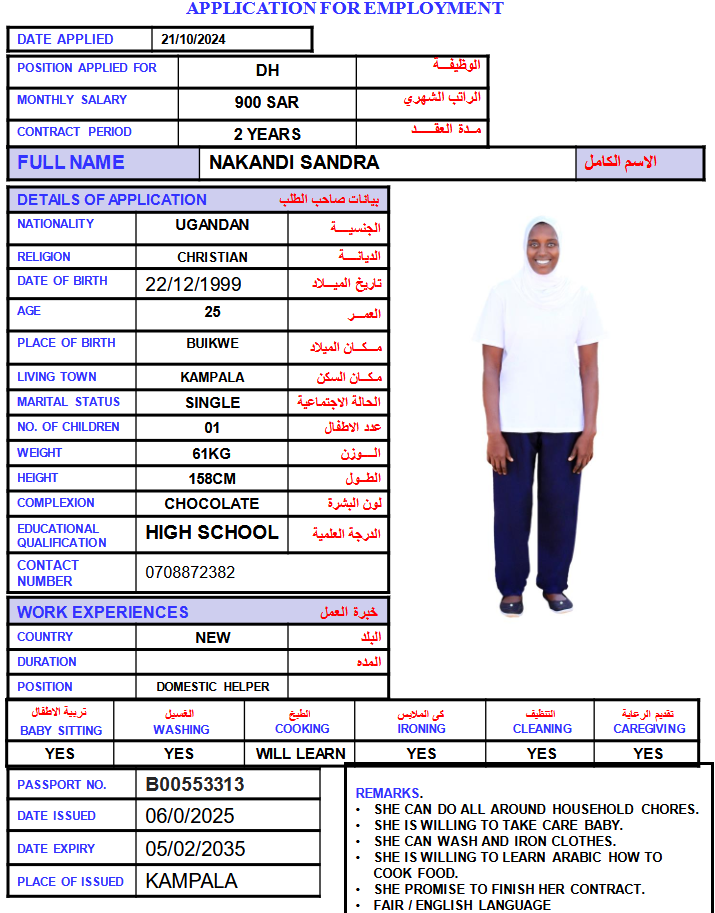 APPLICATION FOR EMPLOYMENT
DATE APPLIED 21/10/2024
POSITION APPLIED FOR DH الوظيفـــة
MONTHLY SALARY 900 SAR الراتب الشهري
CONTRACT PERIOD 2 YEARS مـدة العقــــد
FULL NAME NAKANDI SANDRA الاسم الكامل
DETAILS OF APPLICATION بيانات صاحب الطلب
NATIONALITY UGANDAN الجنسيـــة
RELIGION CHRISTIAN الديانـــة
DATE OF BIRTH 22/12/1999 تاريخ الميـــلاد
AGE 25 العمـــر
PLACE OF BIRTH BUIKWE مـــكـان الميلاد
LIVING TOWN KAMPALA مكـــان السكن
MARITAL STATUS SINGLE الحالة الاجتماعية
NO. OF CHILDREN 01 عدد الاطفال
WEIGHT 61KG الـــوزن
HEIGHT 158CM الطـــول
COMPLEXION CHOCOLATE لون البشرة
EDUCATIONAL QUALIFICATION HIGH SCHOOL الدرجة العلمية
CONTACT NUMBER 0708872382
WORK EXPERIENCES خبرة العمل
COUNTRY NEW البلد
DURATION المده
POSITION DOMESTIC HELPER
تربية الاطفال الغسيل الطبخ كي الملابس التنظيف تقديم الرعاية
BABY SITTING WASHING COOKING IRONING CLEANING CAREGIVING
YES YES WILL LEARN YES YES YES
PASSPORT NO. B00553313
DATE ISSUED 06/0/2025
DATE EXPIRY 05/02/2035
PLACE OF ISSUED KAMPALA
REMARKS.
• SHE CAN DO ALL AROUND HOUSEHOLD CHORES.
• SHE IS WILLING TO TAKE CARE BABY.
• SHE CAN WASH AND IRON CLOTHES.
• SHE IS WILLING TO LEARN ARABIC HOW TO
COOK FOOD.
• SHE PROMISE TO FINISH HER CONTRACT.
• FAIR / ENGLISH LANGUAGE